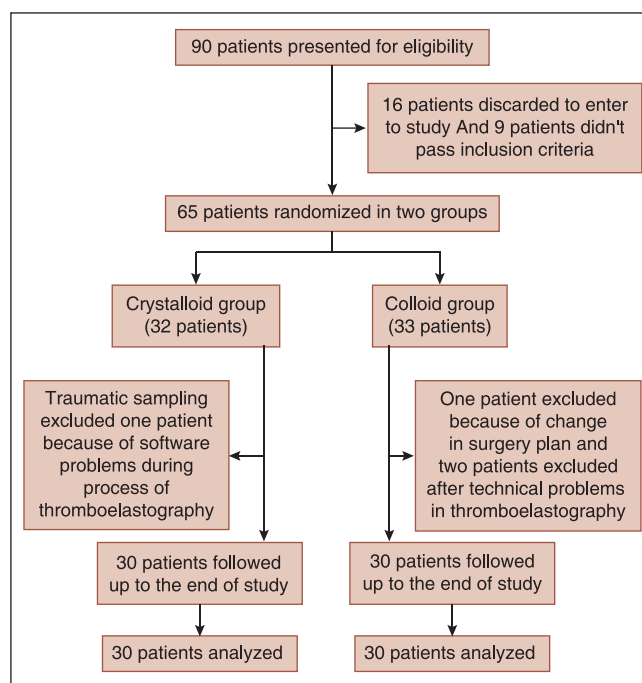 90 patients presented for eligibility
16 patients discarded to enter
to study And 9 patients didn't
pass inclusion criteria
65 patients randomized in two groups
Crystalloid group
(32 patients)
Colloid group
(33 patients)
Traumatic sampling
excluded one patient
because of software
problems during
process of
thromboelastography
One patient excluded
because of change
in surgery plan and
two patients excluded
after technical problems
in thromboelastography
30 patients followed
up to the end of study
30 patients followed
up to the end of study
30 patients analyzed
30 patients analyzed